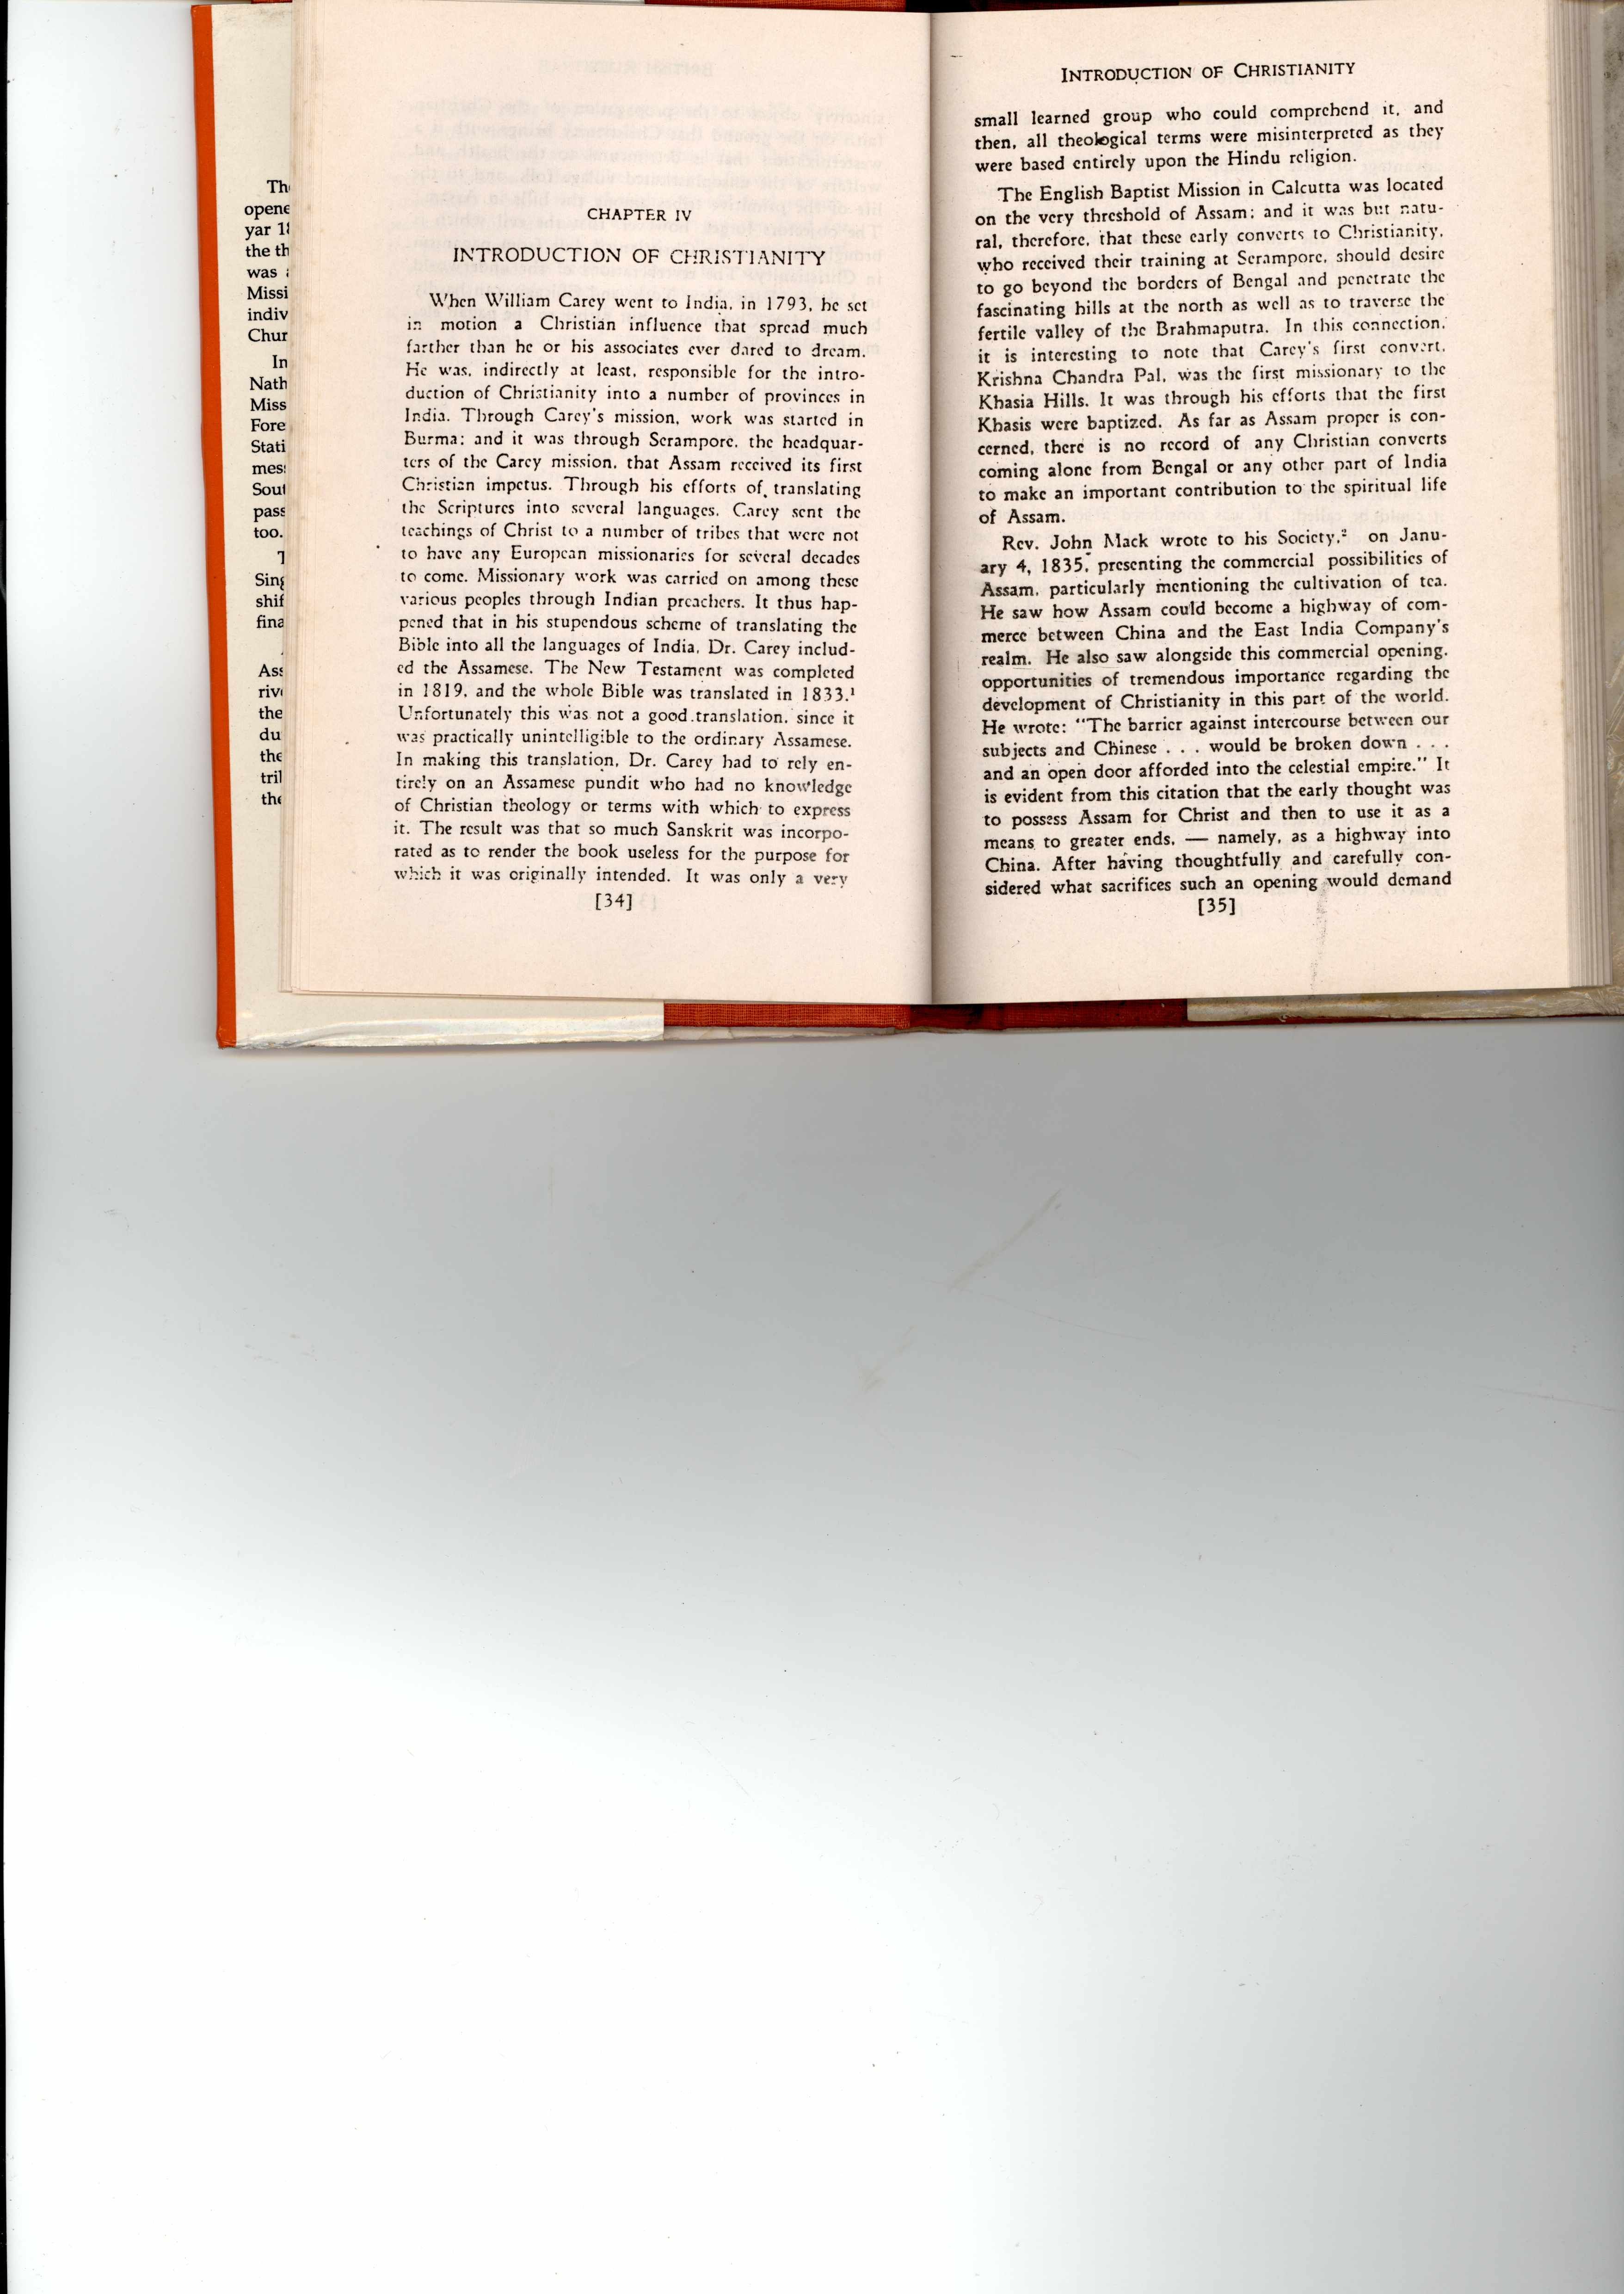 Th
opene
yar 18
the th
was
Missi
indiv
Chur
In
Nath
Miss
Fore
Stati
mes
Sout
pass
too.
T
Sing
shif
fina
Ass
riv
the
du
the
tril
the
CHAPTER IV
INTRODUCTION OF CHRISTIANITY
When William Carey went to India, in 1793, he set
in motion a Christian influence that spread much
farther than he or his associates ever dared to dream.
He was, indirectly at least, responsible for the intro-
duction of Christianity into a number of provinces in
India. Through Carey's mission, work was started in
Burma; and it was through Serampore, the headquar-
ters of the Carey mission, that Assam received its first
Christian impetus. Through his efforts of translating
the Scriptures into several languages, Carey sent the
teachings of Christ to a number of tribes that were not
to have any European missionaries for several decades
to come. Missionary work was carried on among these
various peoples through Indian preachers. It thus hap-
pened that in his stupendous scheme of translating the
Bible into all the languages of India, Dr. Carey includ-
ed the Assamese. The New Testament was completed
in 1819, and the whole Bible was translated in 1833.¹
Unfortunately this was not a good translation, since it
was practically unintelligible to the ordinary Assamese.
In making this translation, Dr. Carey had to rely en-
tirely on an Assamese pundit who had no knowledge
of Christian theology or terms with which to express
it. The result was that so much Sanskrit was incorpo-
rated as to render the book useless for the purpose for
which it was originally intended. It was only a very
[34]
INTRODUCTION OF CHRISTIANITY
small learned group who could comprehend it, and
then, all theological terms were misinterpreted as they
were based entirely upon the Hindu religion.
The English Baptist Mission in Calcutta was located
on the very threshold of Assam; and it was but natu-
ral, therefore, that these early converts to Christianity,
who received their training at Serampore, should desire
to go beyond the borders of Bengal and penetrate the
fascinating hills at the north as well as to traverse the
fertile valley of the Brahmaputra. In this connection,
it is interesting to note that Carey's first convert,
Krishna Chandra Pal, was the first missionary to the
Khasia Hills. It was through his efforts that the first
Khasis were baptized. As far as Assam proper is con-
cerned, there is no record of any Christian converts
coming alone from Bengal or any other part of India
to make an important contribution to the spiritual life
of Assam.
Rev. John Mack wrote to his Society,² on Janu-
ary 4, 1835, presenting the commercial possibilities of
Assam, particularly mentioning the cultivation of tea.
He saw how Assam could become a highway of com-
merce between China and the East India Company's
realm. He also saw alongside this commercial opening,
opportunities of tremendous importance regarding the
development of Christianity in this part of the world.
He wrote: "The barrier against intercourse between our
subjects and Chinese . . . would be broken down . . .
and an open door afforded into the celestial empire." It
is evident from this citation that the early thought was
to possess Assam for Christ and then to use it as a
means to greater ends, — namely, as a highway into
China. After having thoughtfully and carefully con-
sidered what sacrifices such an opening would demand
[35]